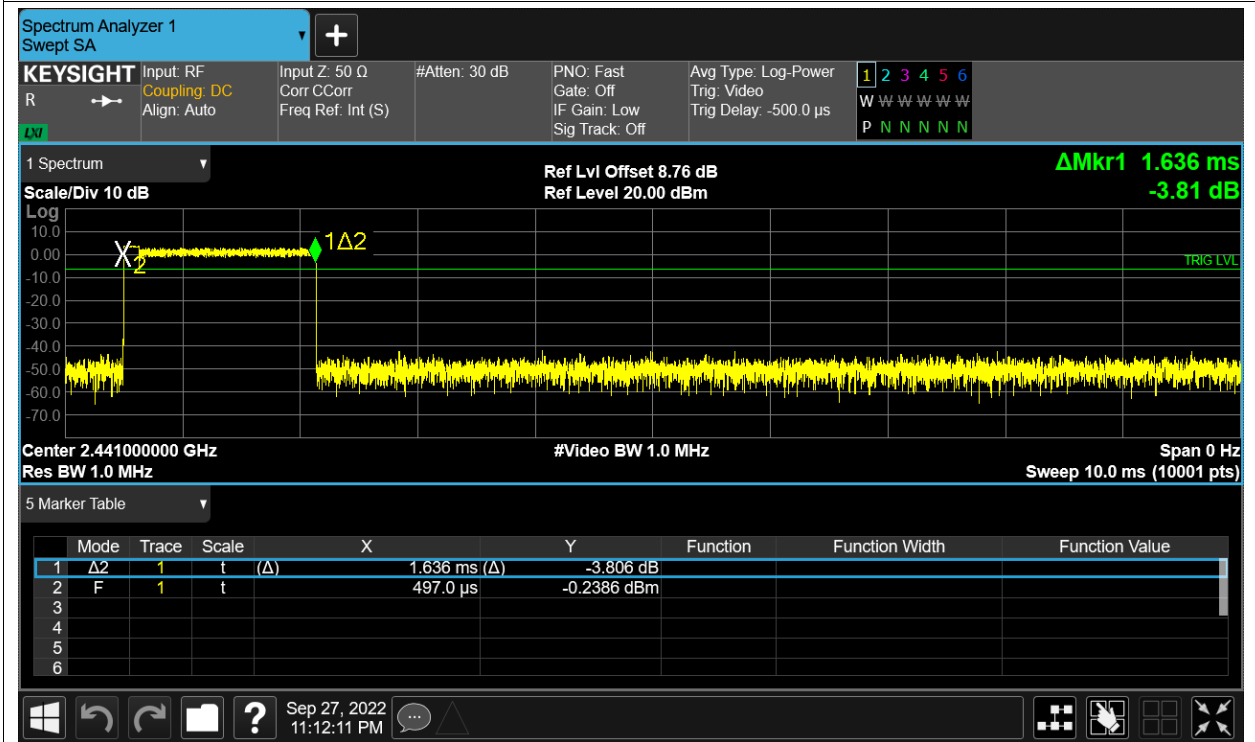 Spectrum Analyzer 1
Swept SA
+
KEYSIGHT
R
LXI
Input: RF
Coupling: DC
Align: Auto
Input Z: 50 Ω
Corr CCorr
Freq Ref: Int (S)
#Atten: 30 dB
PNO: Fast
Gate: Off
IF Gain: Low
Sig Track: Off
Avg Type: Log-Power
Trig: Video
Trig Delay: -500.0 µs
1 2 3 4 5 6
W W W W W W
P N N N N N
1 Spectrum
Scale/Div 10 dB
Ref Lvl Offset 8.76 dB
Ref Level 20.00 dBm
ΔMkr1 1.636 ms
-3.81 dB
Log
10.0
0.00
-10.0
-20.0
-30.0
-40.0
-50.0
-60.0
-70.0
X
2
1Δ2
TRIG LVL
Center 2.441000000 GHz
#Video BW 1.0 MHz
Span 0 Hz
Res BW 1.0 MHz
Sweep 10.0 ms (10001 pts)
5 Marker Table
Mode Trace Scale X Y Function Function Width Function Value
1 Δ2 1 t (Δ) 1.636 ms (Δ) -3.806 dB
2 F 1 t 497.0 µs -0.2386 dBm
3
4
5
6
?
Sep 27, 2022
11:12:11 PM